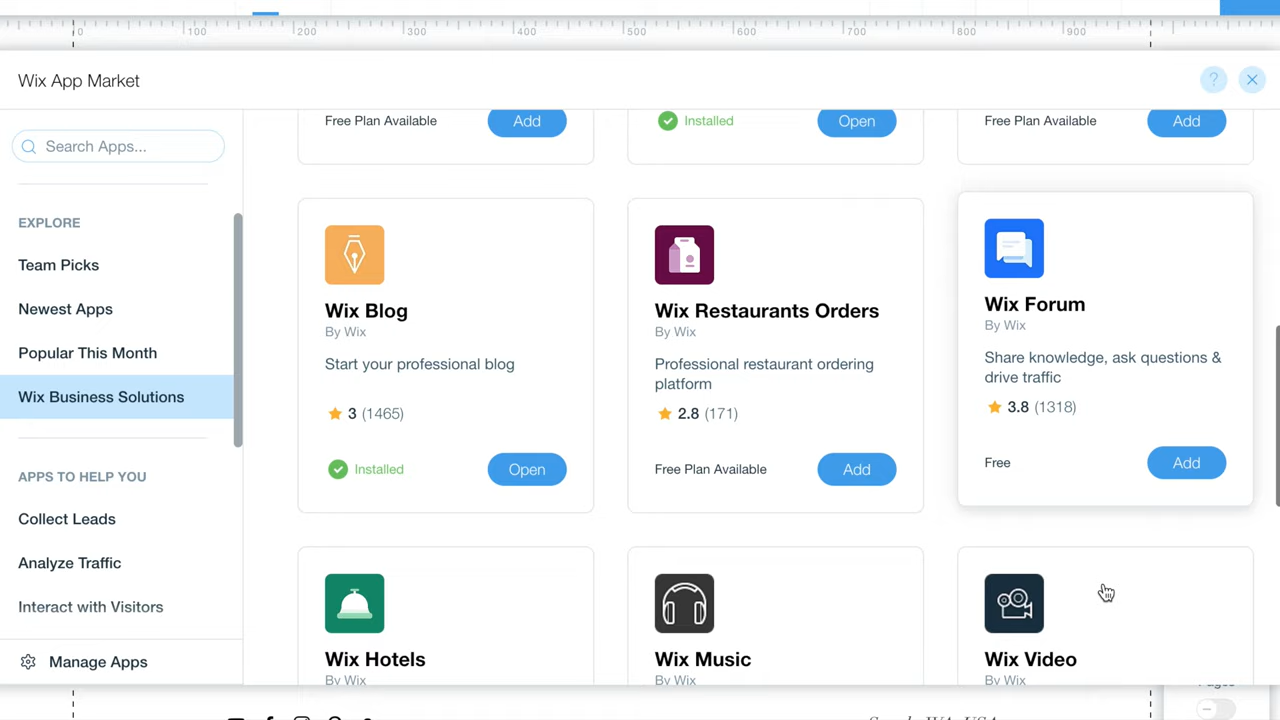 0 100 200 300 400 500 600 700 800 900
Wix App Market
?
Search Apps...
EXPLORE
Team Picks
Newest Apps
Popular This Month
Wix Business Solutions
APPS TO HELP YOU
Collect Leads
Analyze Traffic
Interact with Visitors
Manage Apps
Free Plan Available Add
Installed Open
Free Plan Available Add
Wix Blog
By Wix
Start your professional blog
3 (1465)
Installed Open
Wix Restaurants Orders
By Wix
Professional restaurant ordering
platform
2.8 (171)
Free Plan Available Add
Wix Forum
By Wix
Share knowledge, ask questions &
drive traffic
3.8 (1318)
Free Add
Wix Hotels
By Wix
Wix Music
By Wix
Wix Video
By Wix